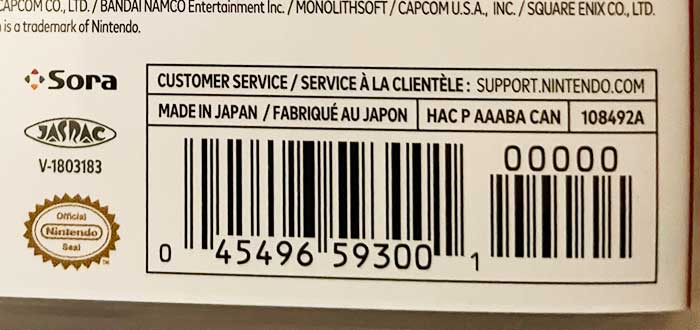 CAPCOM CO., LTD. / BANDAI NAMCO Entertainment Inc. / MONOLITHSOFT / CAPCOM U.S.A., INC. / SQUARE ENIX CO., LTD.
is a trademark of Nintendo.
Sora
CUSTOMER SERVICE / SERVICE À LA CLIENTÈLE : SUPPORT.NINTENDO.COM
MADE IN JAPAN / FABRIQUÉ AU JAPON HAC P AAABA CAN 108492A
JASRAC
V-1803183
00000
Official
Nintendo
Seal
TM
0 45496 59300 1